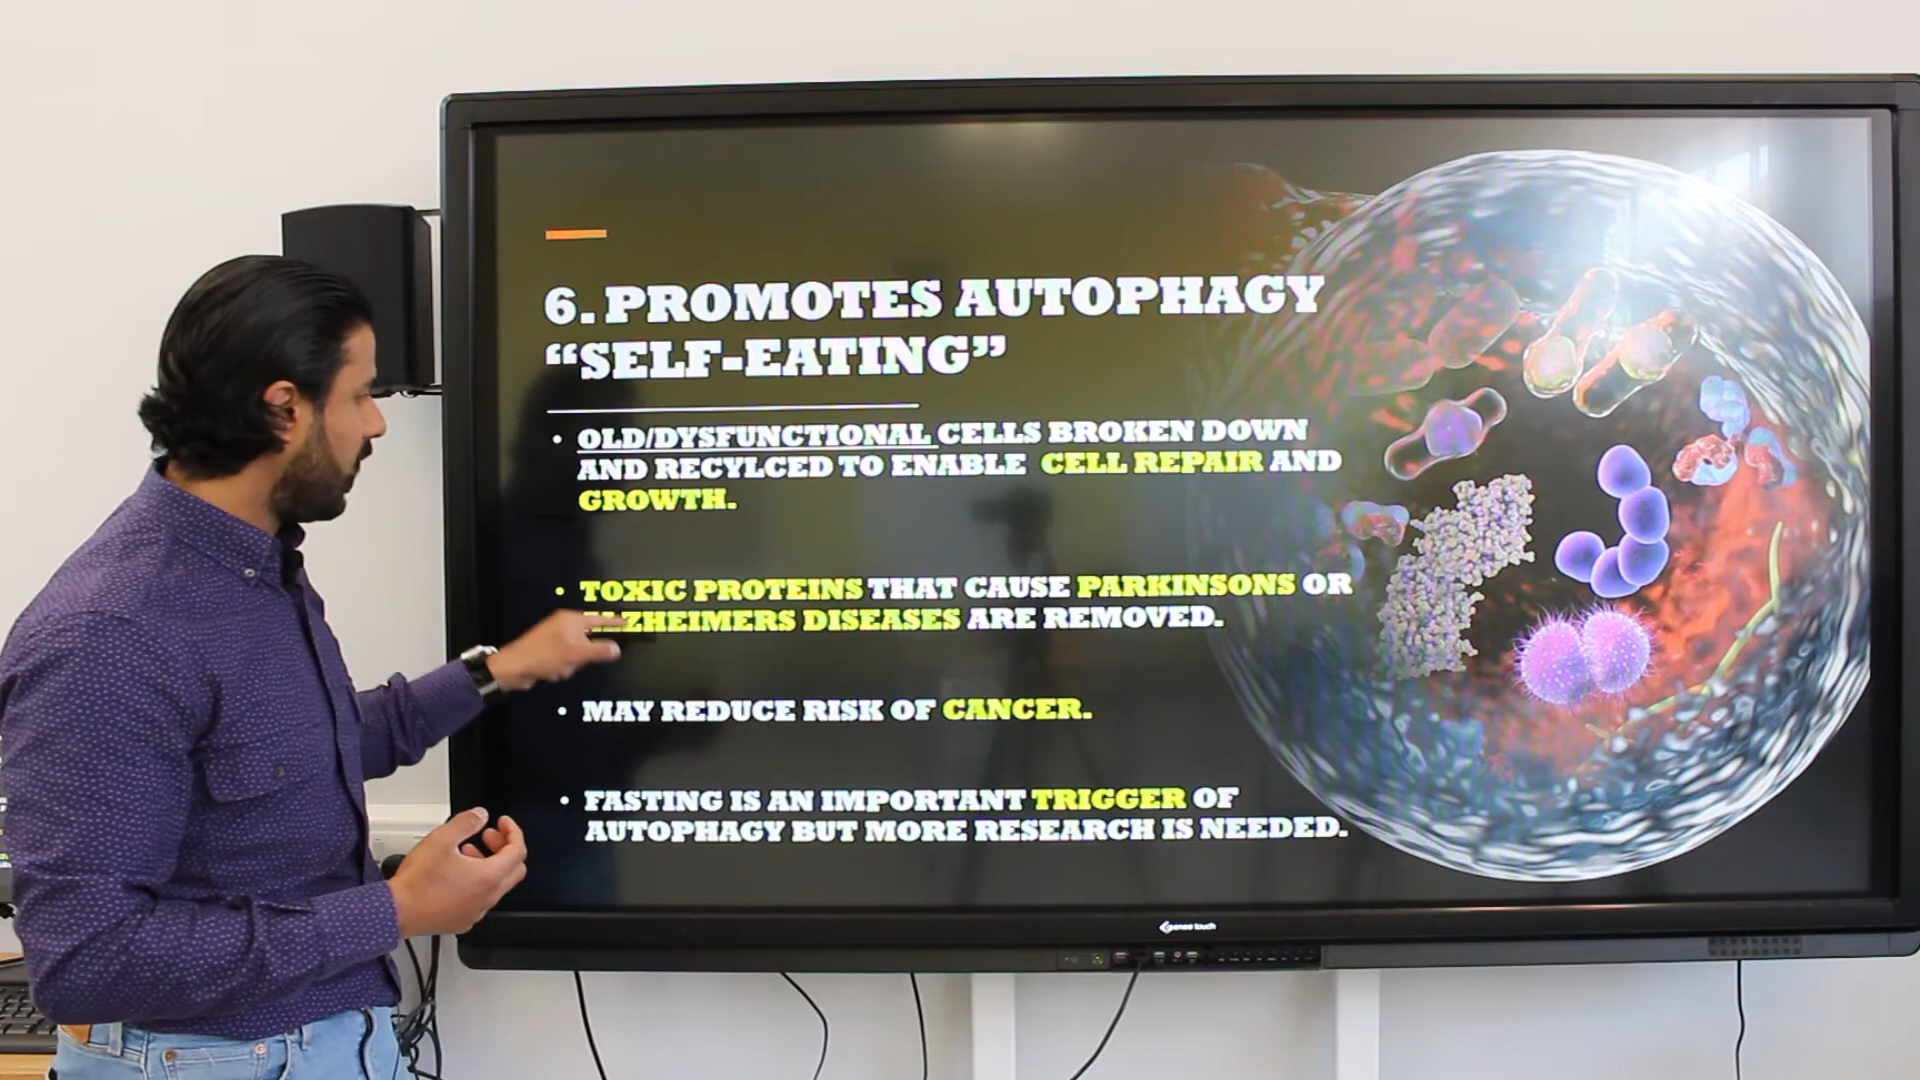 6. PROMOTES AUTOPHAGY
“SELF-EATING”
• OLD/DYSFUNCTIONAL CELLS BROKEN DOWN
AND RECYLCED TO ENABLE CELL REPAIR AND
GROWTH.
• TOXIC PROTEINS THAT CAUSE PARKINSONS OR
ALZHEIMERS DISEASES ARE REMOVED.
• MAY REDUCE RISK OF CANCER.
• FASTING IS AN IMPORTANT TRIGGER OF
AUTOPHAGY BUT MORE RESEARCH IS NEEDED.
touch